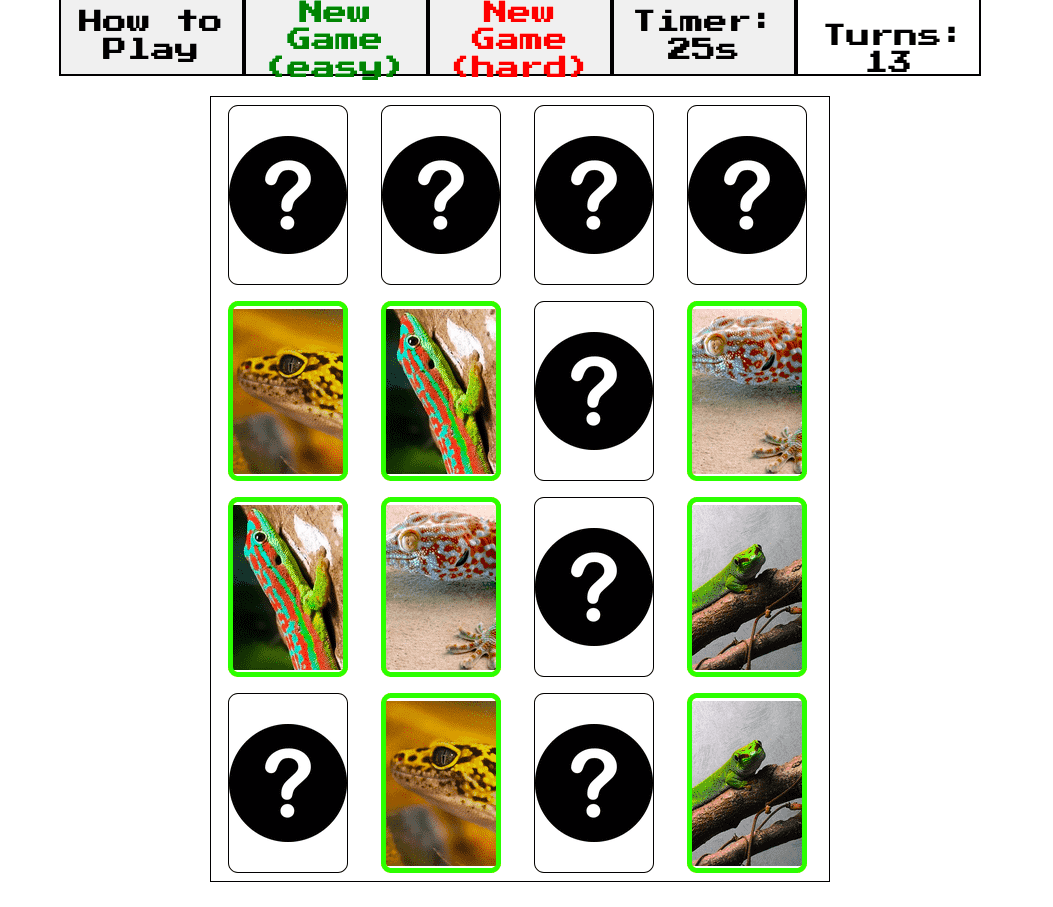 How to
Play
New
Game
(easy)
New
Game
(hard)
Timer:
25s
Turns:
13
?
?
?
?
?
?
?
?